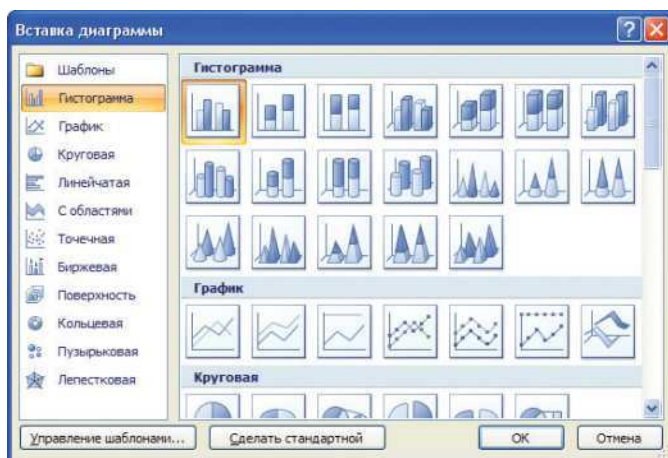 Вставка диаграммы
Шаблоны
Гистограмма
График
Круговая
Линейчатая
С областями
Точечная
Биржевая
Поверхность
Кольцевая
Пузырьковая
Лепестковая
Гистограмма
График
Круговая
Управление шаблонами...
Сделать стандартной
ОК
Отмена